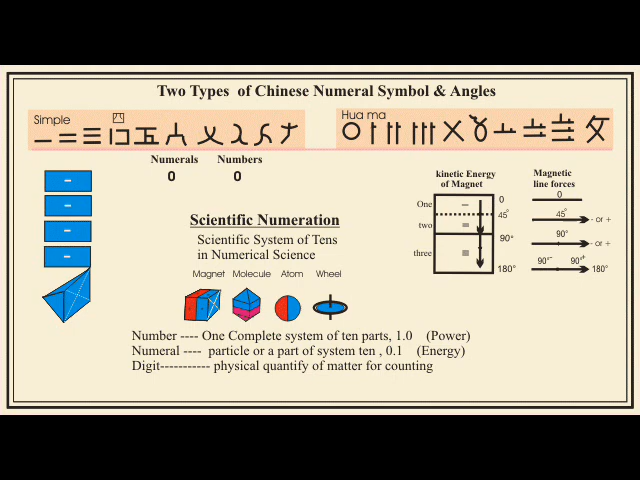 Two Types of Chinese Numeral Symbol & Angles
Simple
Hua ma
〇 〡 〢 〣 〤 〥 〦 〧 〨 〩
Numerals Numbers
0 0
Scientific Numeration
Scientific System of Tens
in Numerical Science
Magnet Molecule Atom Wheel
Number ---- One Complete system of ten parts, 1.0 (Power)
Numeral ---- particle or a part of system ten , 0.1 (Energy)
Digit----------- physical quantify of matter for counting
kinetic Energy
of Magnet
One
two
three
0
45°
90°
180°
Magnetic
line forces
0
45° - or +
90° - or +
90°- 90°+ 180°